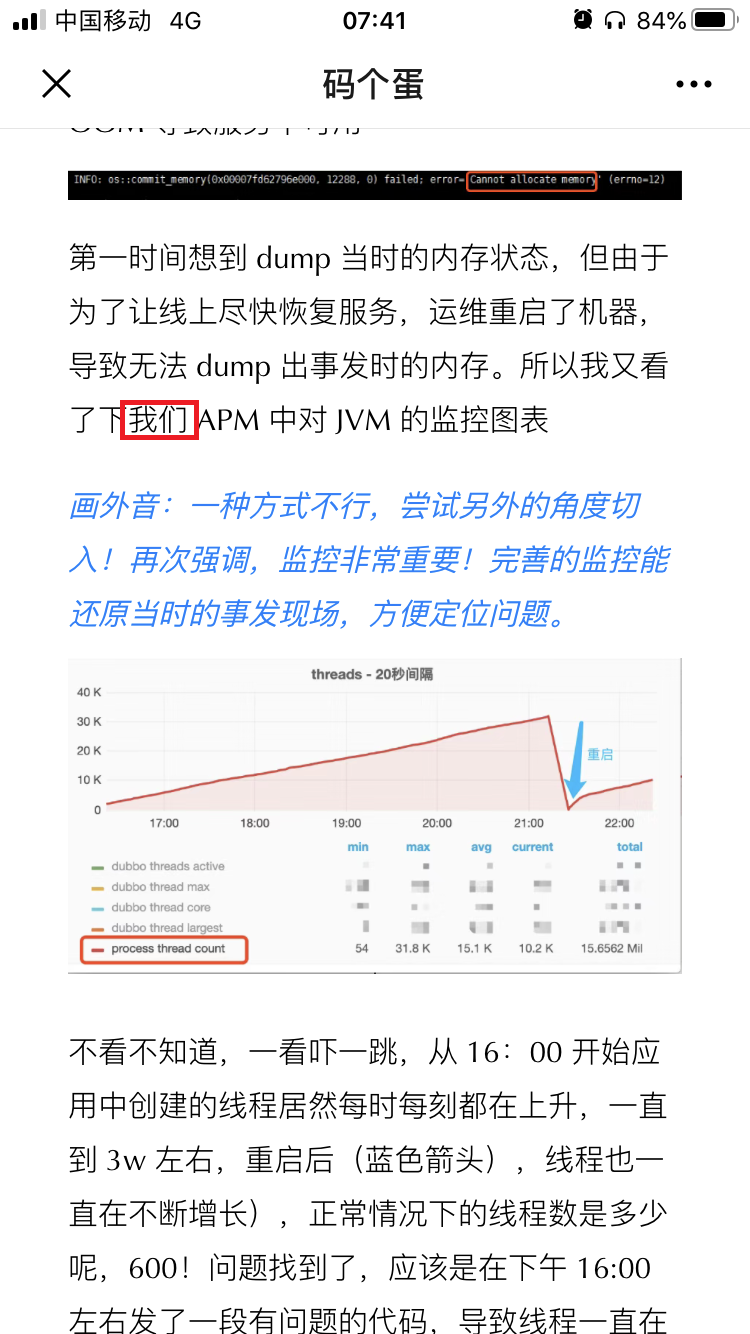 中国移动 4G 07:41 84%
码个蛋
INFO: os::commit_memory(0x00007fd62796e000, 12288, 0) failed; error='Cannot allocate memory' (errno=12)
第一时间想到 dump 当时的内存状态，但由于
为了让线上尽快恢复服务，运维重启了机器，
导致无法 dump 出事发时的内存。所以我又看
了下我们 APM 中对 JVM 的监控图表
画外音：一种方式不行，尝试另外的角度切
入！再次强调，监控非常重要！完善的监控能
还原当时的事发现场，方便定位问题。
threads - 20秒间隔
40 K
30 K
20 K
10 K
0
重启
17:00 18:00 19:00 20:00 21:00 22:00
min max avg current total
dubbo threads active
dubbo thread max
dubbo thread core
dubbo thread largest
process thread count 54 31.8 K 15.1 K 10.2 K 15.6562 Mil
不看不知道，一看吓一跳，从 16：00 开始应
用中创建的线程居然每时每刻都在上升，一直
到 3w 左右，重启后（蓝色箭头），线程也一
直在不断增长），正常情况下的线程数是多少
呢，600！问题找到了，应该是在下午 16:00
左右发了一段有问题的代码，导致线程一直在